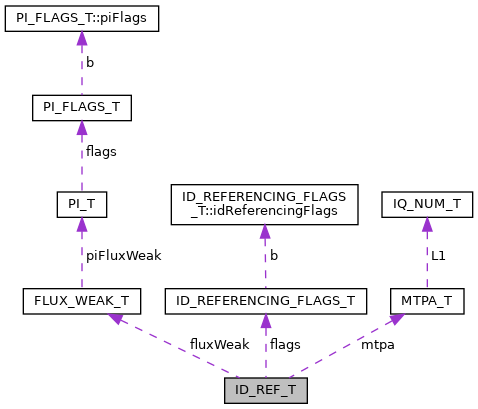 PI_FLAGS_T::piFlags
b
PI_FLAGS_T
flags
PI_T
ID_REFERENCING_FLAGS
_T::idReferencingFlags
IQ_NUM_T
piFluxWeak
b
L1
FLUX_WEAK_T
ID_REFERENCING_FLAGS_T
MTPA_T
fluxWeak
flags
mtpa
ID_REF_T